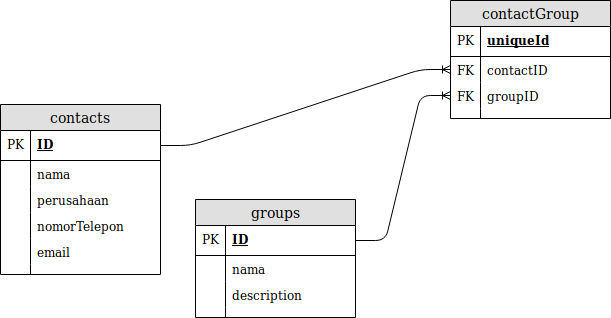 contactGroup
PK uniqueId
FK contactID
FK groupID
contacts
PK ID
nama
perusahaan
nomorTelepon
email
groups
PK ID
nama
description